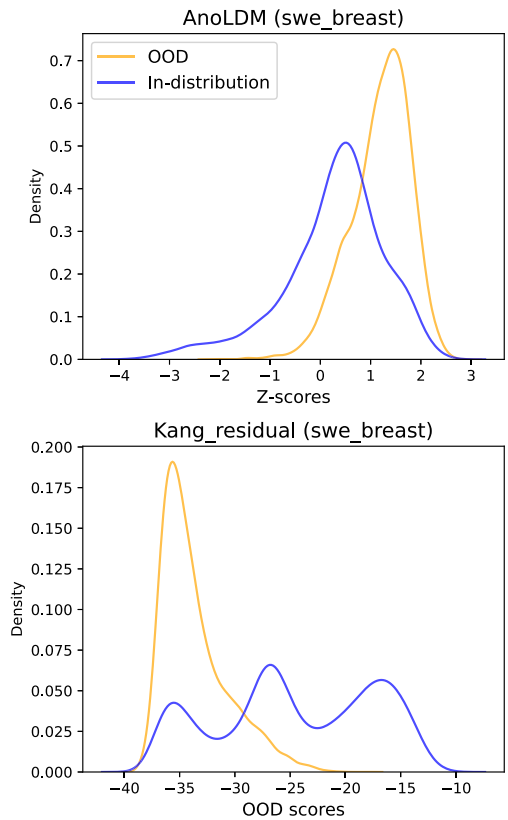 AnoLDM (swe_breast)
OOD
In-distribution
Density
0.7
0.6
0.5
0.4
0.3
0.2
0.1
0.0
−4 −3 −2 −1 0 1 2 3
Z-scores
Kang_residual (swe_breast)
Density
0.200
0.175
0.150
0.125
0.100
0.075
0.050
0.025
0.000
−40 −35 −30 −25 −20 −15 −10
OOD scores